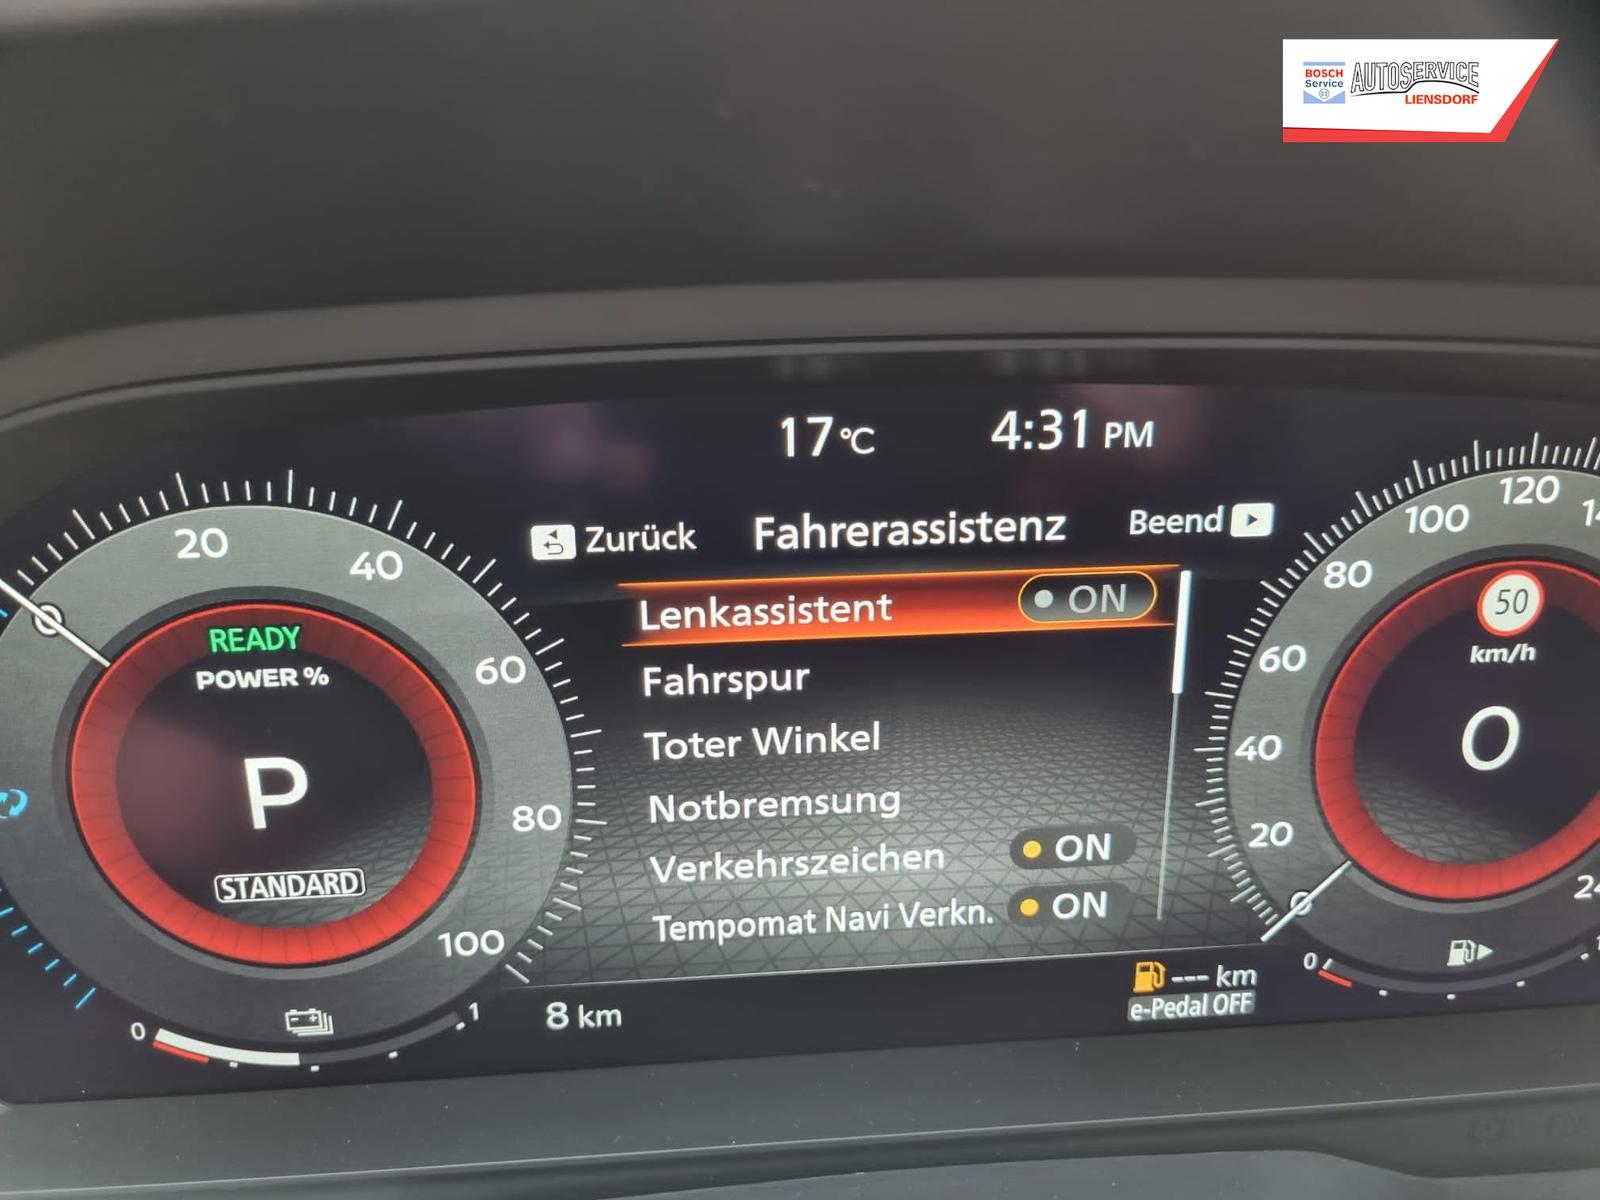 BOSCH
Service
AUTOSERVICE
LIENSDORF
17 °C 4:31 PM
Zurück Fahrerassistenz Beend
Lenkassistent ON
Fahrspur
Toter Winkel
Notbremsung
Verkehrszeichen ON
Tempomat Navi Verkn. ON
8 km
--- km
e-Pedal OFF
0 20 40 60 80 100
READY
POWER %
P
STANDARD
0 1
0 20 40 60 80 100 120
50
km/h
0
0